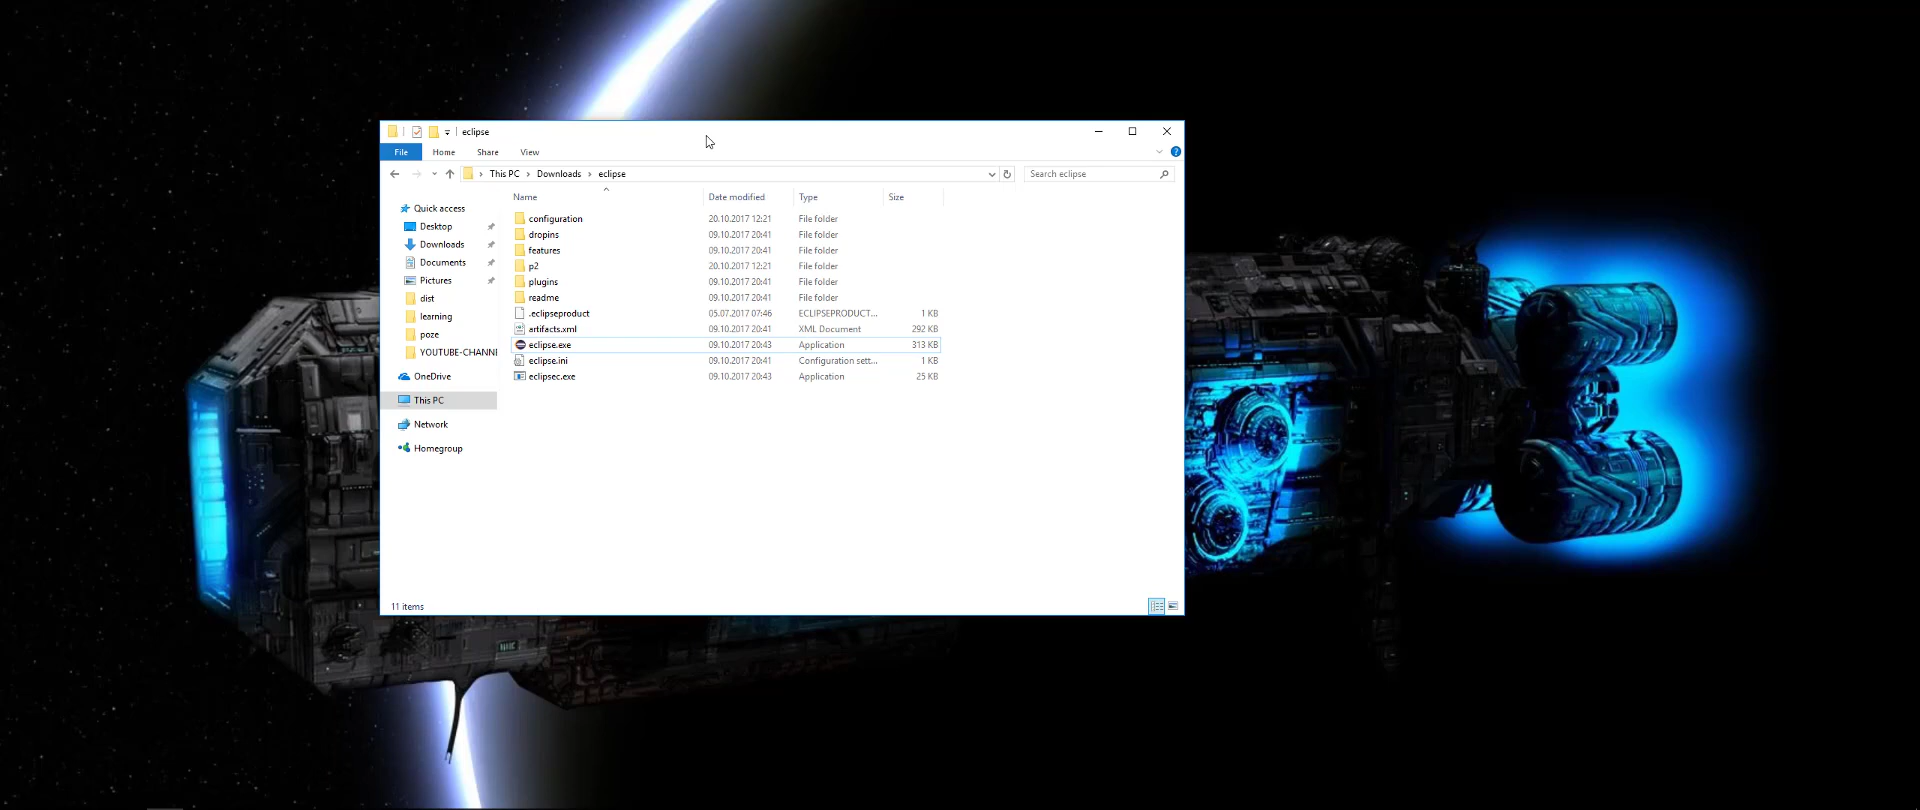 eclipse
File Home Share View
This PC Downloads eclipse Search eclipse
Name Date modified Type Size
Quick access
Desktop
Downloads
Documents
Pictures
dist
learning
poze
YOUTUBE-CHANNE
OneDrive
This PC
Network
Homegroup
configuration 20.10.2017 12:21 File folder
dropins 09.10.2017 20:41 File folder
features 09.10.2017 20:41 File folder
p2 20.10.2017 12:21 File folder
plugins 09.10.2017 20:41 File folder
readme 09.10.2017 20:41 File folder
.eclipseproduct 05.07.2017 07:46 ECLIPSEPRODUCT... 1 KB
artifacts.xml 09.10.2017 20:41 XML Document 292 KB
eclipse.exe 09.10.2017 20:43 Application 313 KB
eclipse.ini 09.10.2017 20:41 Configuration sett... 1 KB
eclipsec.exe 09.10.2017 20:43 Application 25 KB
11 items